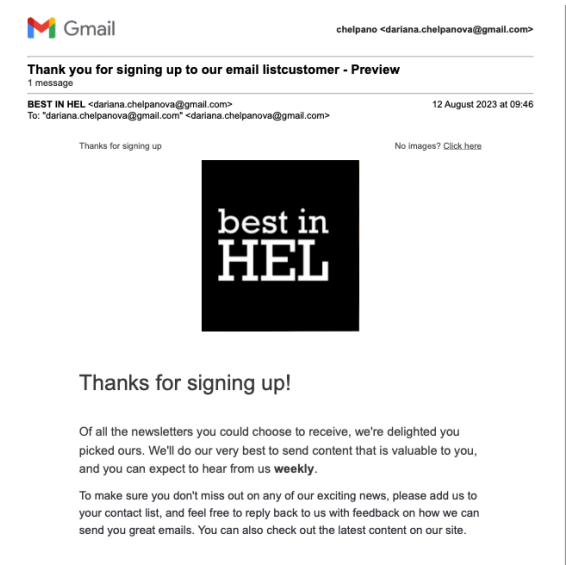 Gmail
chelpano <dariana.chelpanova@gmail.com>
Thank you for signing up to our email listcustomer - Preview
1 message
BEST IN HEL <dariana.chelpanova@gmail.com>
12 August 2023 at 09:46
To: "dariana.chelpanova@gmail.com" <dariana.chelpanova@gmail.com>
Thanks for signing up
No images? Click here
best in
HEL
Thanks for signing up!
Of all the newsletters you could choose to receive, we're delighted you
picked ours. We'll do our very best to send content that is valuable to you,
and you can expect to hear from us weekly.
To make sure you don't miss out on any of our exciting news, please add us to
your contact list, and feel free to reply back to us with feedback on how we can
send you great emails. You can also check out the latest content on our site.